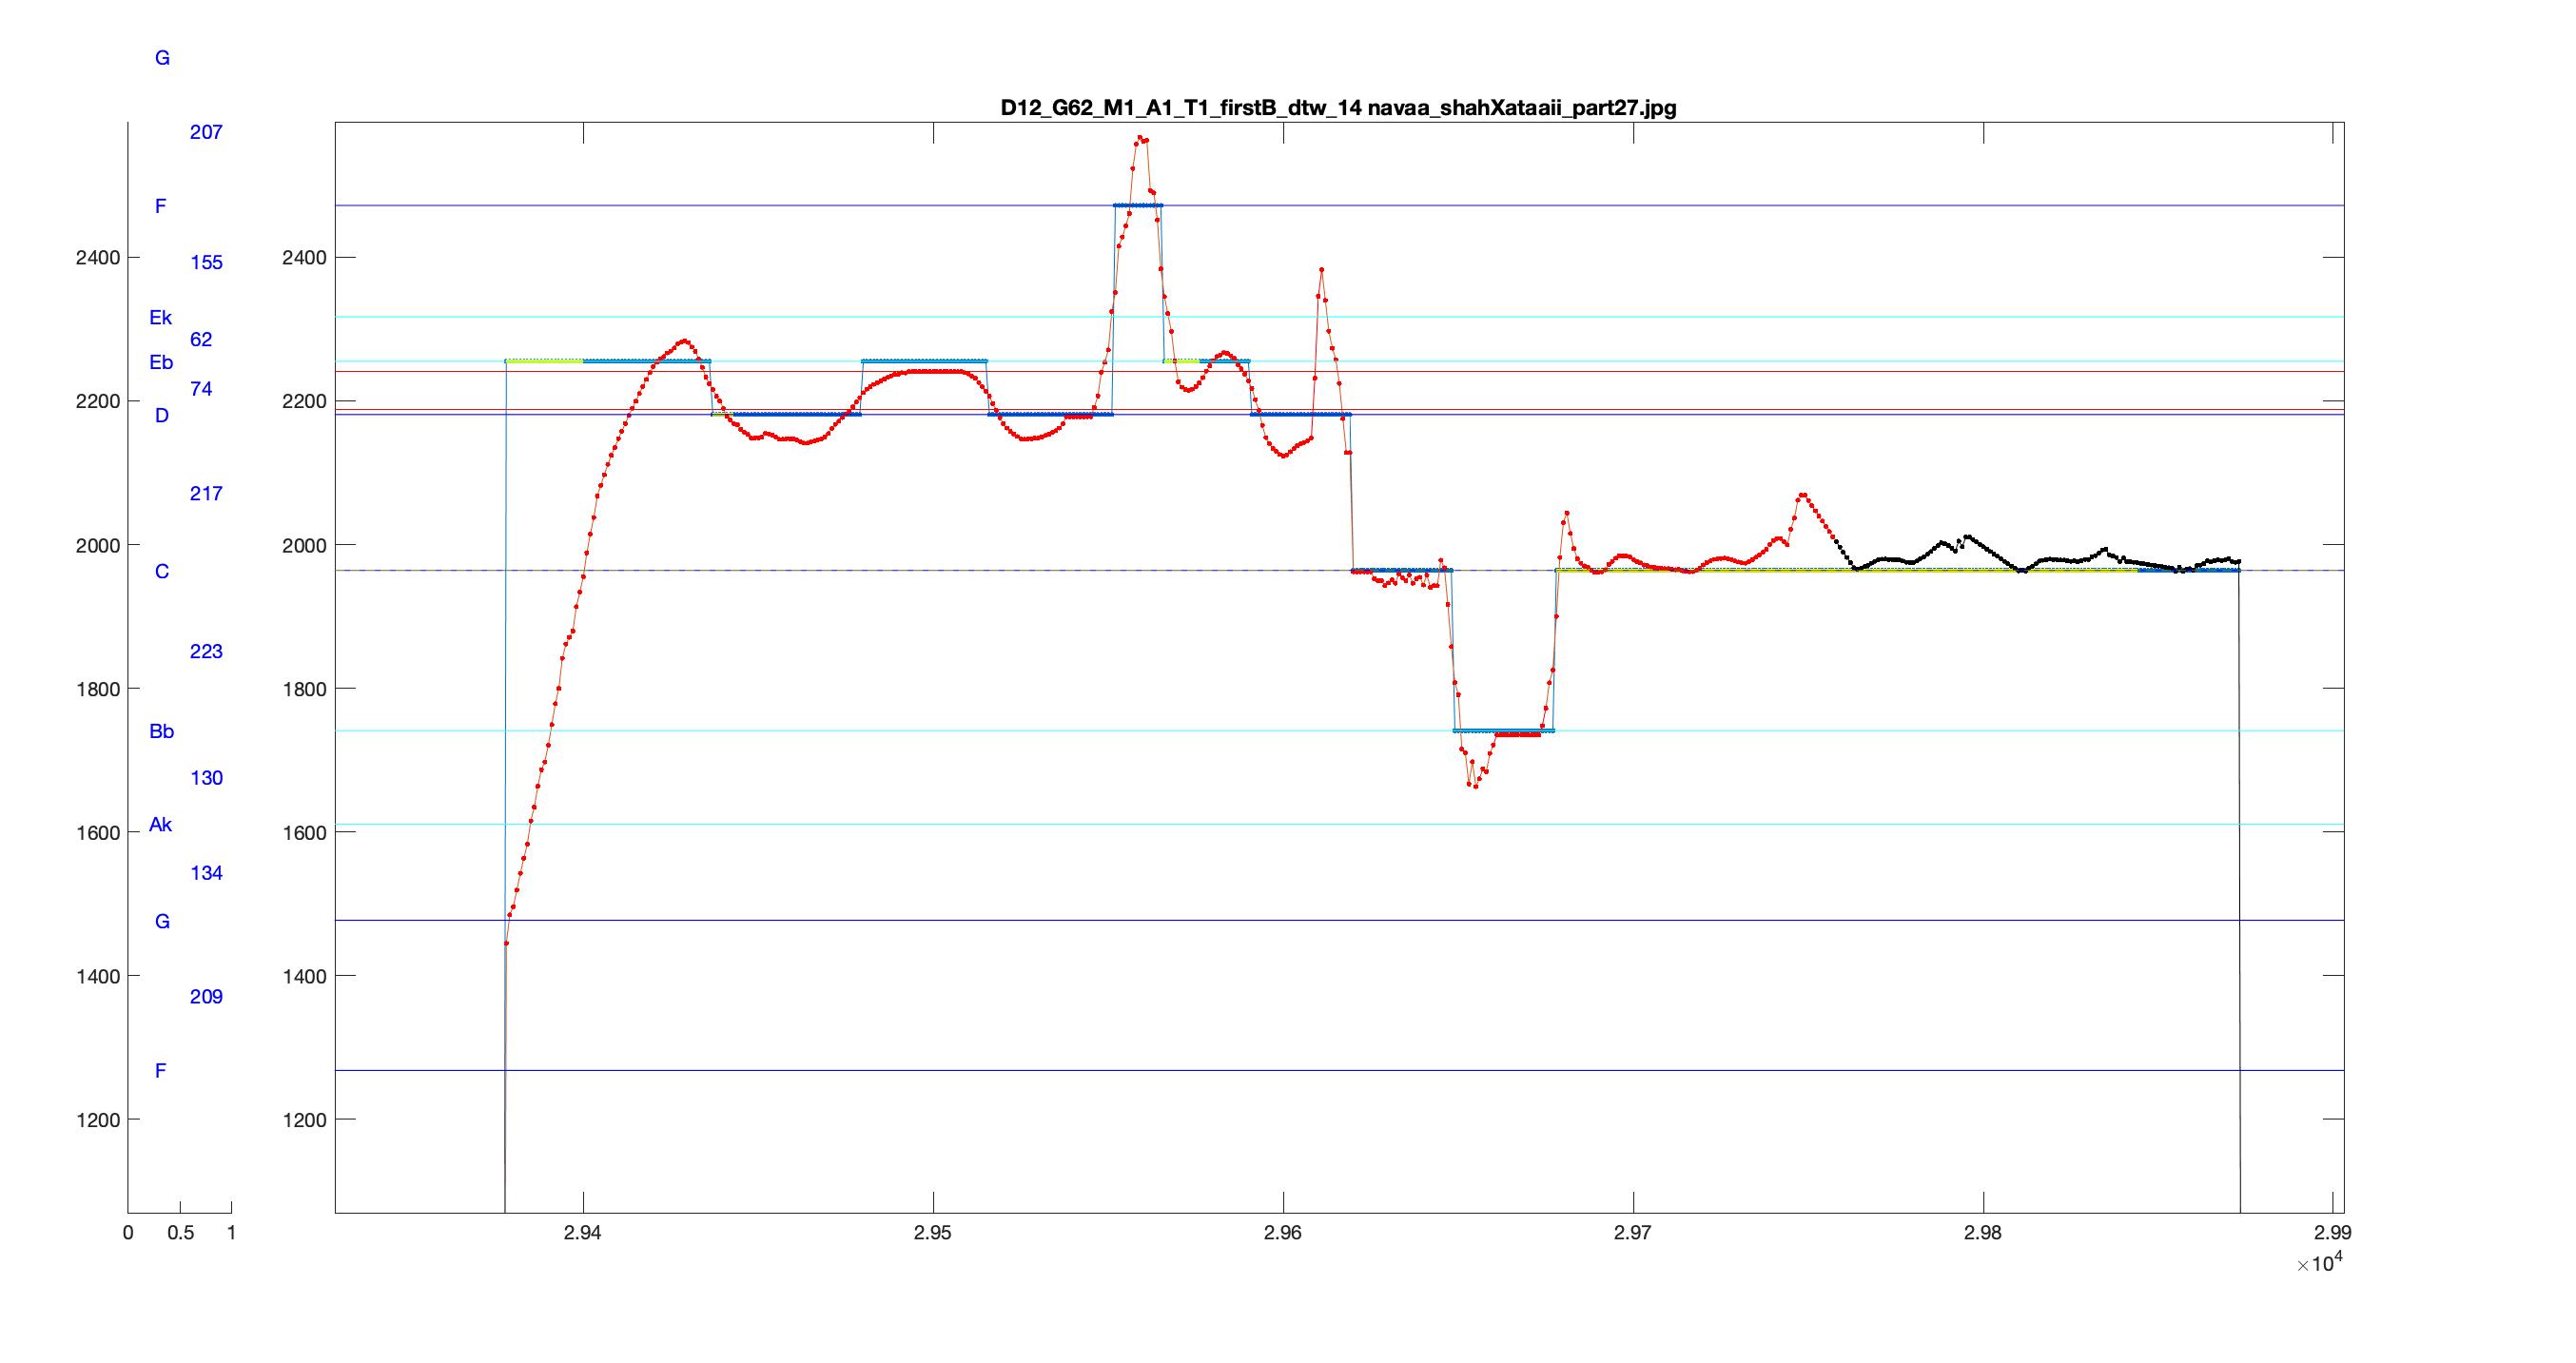 G
D12_G62_M1_A1_T1_firstB_dtw_14 navaa_shahXataaii_part27.jpg
207
F
2400 155 2400
Ek
62
Eb
74
2200 2200
D
217
2000 2000
C
223
1800 1800
Bb
130
1600 Ak 1600
134
G
1400 1400
209
F
1200 1200
0 0.5 1 2.94 2.95 2.96 2.97 2.98 2.99
×10^4